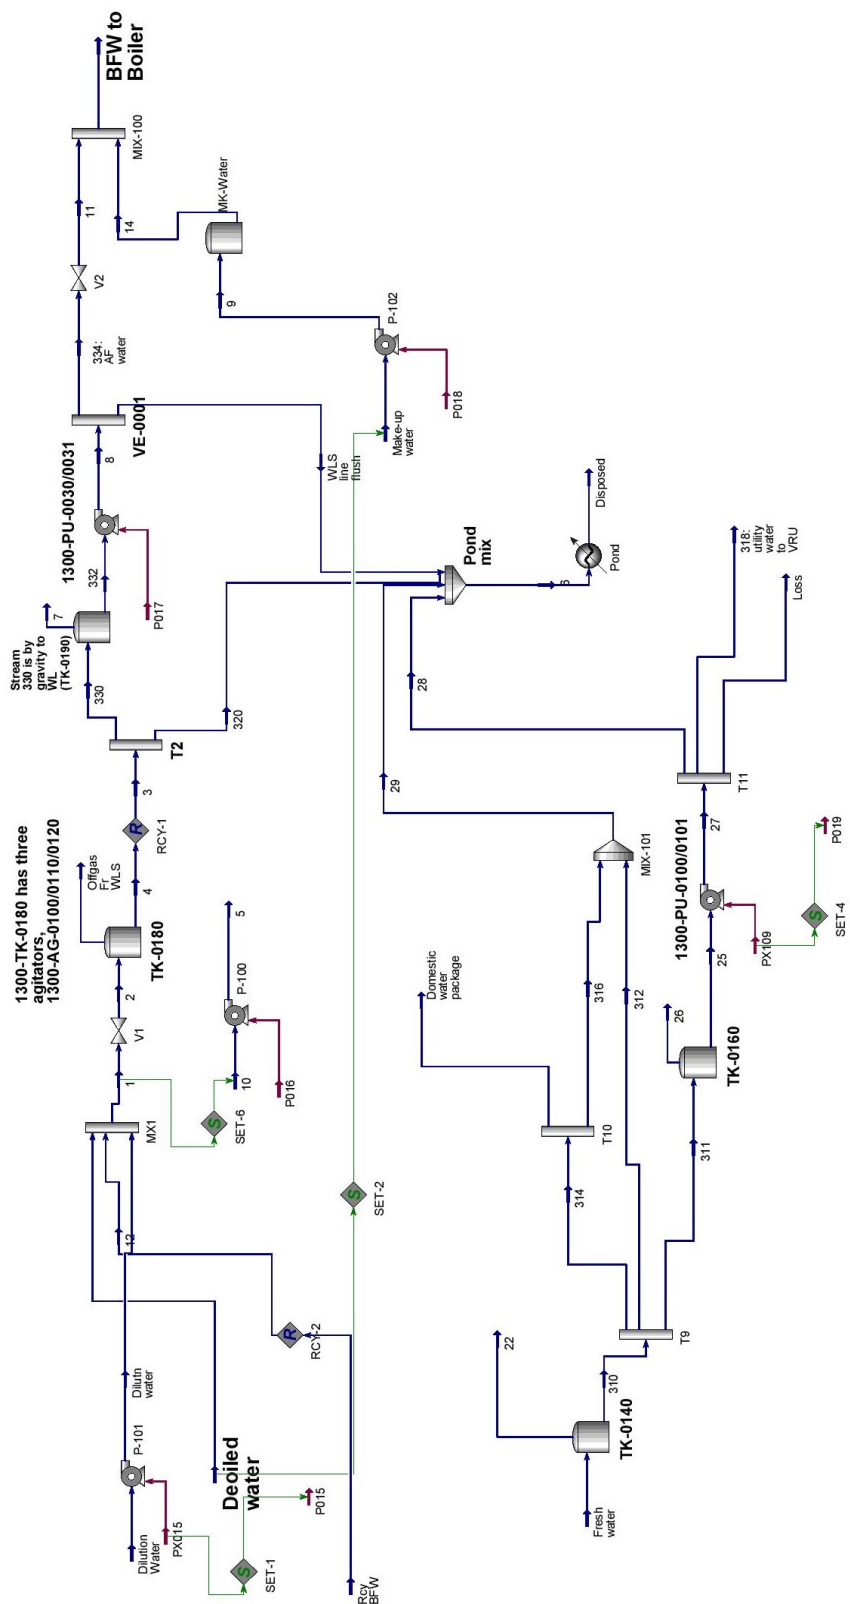 BFW to
Boiler
MIX-100
11
14
V2
MK-Water
9
334:
AF
water
P-102
P018
Make-up
water
VE-0001
8
WLS
line
flush
1300-PU-0030/0031
332
P017
7
Stream
330 is by
gravity to
WL
(TK-0190)
330
320
T2
3
RCY-1
4
Offgas
Fr
WLS
1300-TK-0180 has three
agitators,
1300-AG-0100/0110/0120
TK-0180
2
V1
1
MX1
5
P-100
10
P016
S
SET-6
R
12
Dilutn
water
P-101
Dilution
Water
PX015
S
SET-1
P015
Deoiled
water
R
RCY-2
Rcy
BFW
S
SET-2
Pond
mix
6
Pond
Disposed
28
29
318:
utility
water
to
VRU
Loss
T11
27
MIX-101
1300-PU-0100/0101
PX109
S
SET-4
P019
25
26
TK-0160
311
316
312
Domestic
water
package
T10
314
T9
310
22
TK-0140
Fresh
water